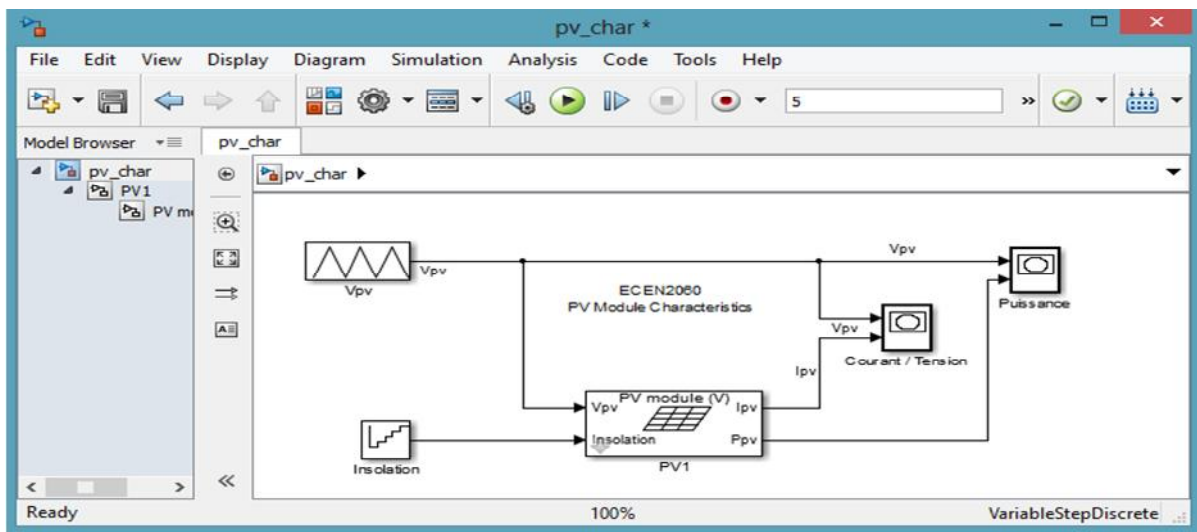 pv_char *
File Edit View Display Diagram Simulation Analysis Code Tools Help
5
»
Model Browser
pv_char
pv_char
PV1
PV m
pv_char
Vpv
Vpv
ECEN2060
PV Module Characteristics
Vpv
Puissance
Vpv
Courant / Tension
Ipv
PV module (V)
Vpv Ipv
Insolation Ppv
PV1
Insolation
Ready 100% VariableStepDiscrete